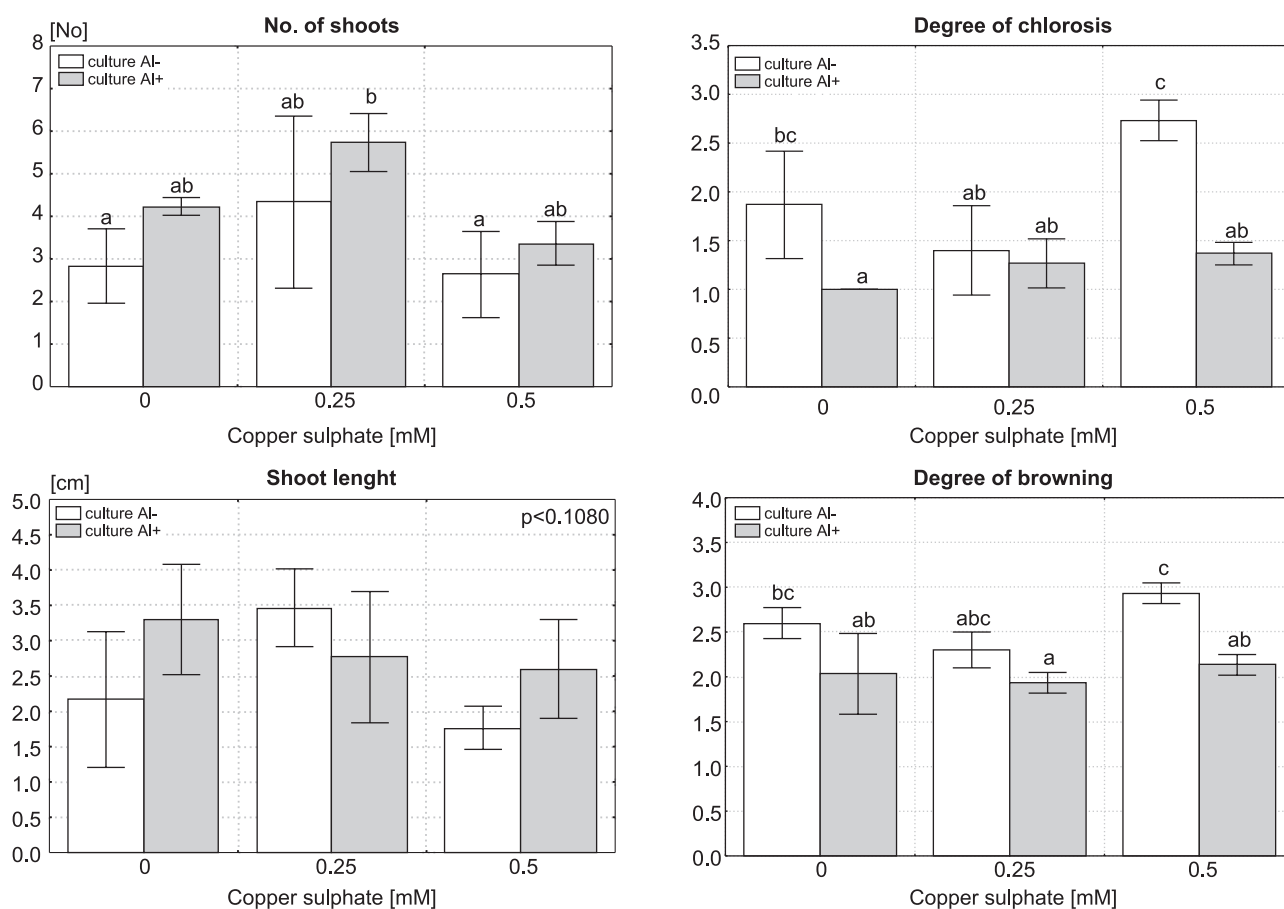 No. of shoots
[No]
8
7
6
5
4
3
2
1
0
culture Al-
culture Al+
a
ab
ab
b
a
ab
0
0.25
0.5
Copper sulphate [mM]
Degree of chlorosis
3.5
3.0
2.5
2.0
1.5
1.0
0.5
0.0
culture Al-
culture Al+
bc
a
ab
ab
c
ab
0
0.25
0.5
Copper sulphate [mM]
Shoot lenght
[cm]
5.0
4.5
4.0
3.5
3.0
2.5
2.0
1.5
1.0
0.5
0.0
culture Al-
culture Al+
p<0.1080
0
0.25
0.5
Copper sulphate [mM]
Degree of browning
4.0
3.5
3.0
2.5
2.0
1.5
1.0
0.5
0.0
culture Al-
culture Al+
bc
ab
abc
a
c
ab
0
0.25
0.5
Copper sulphate [mM]